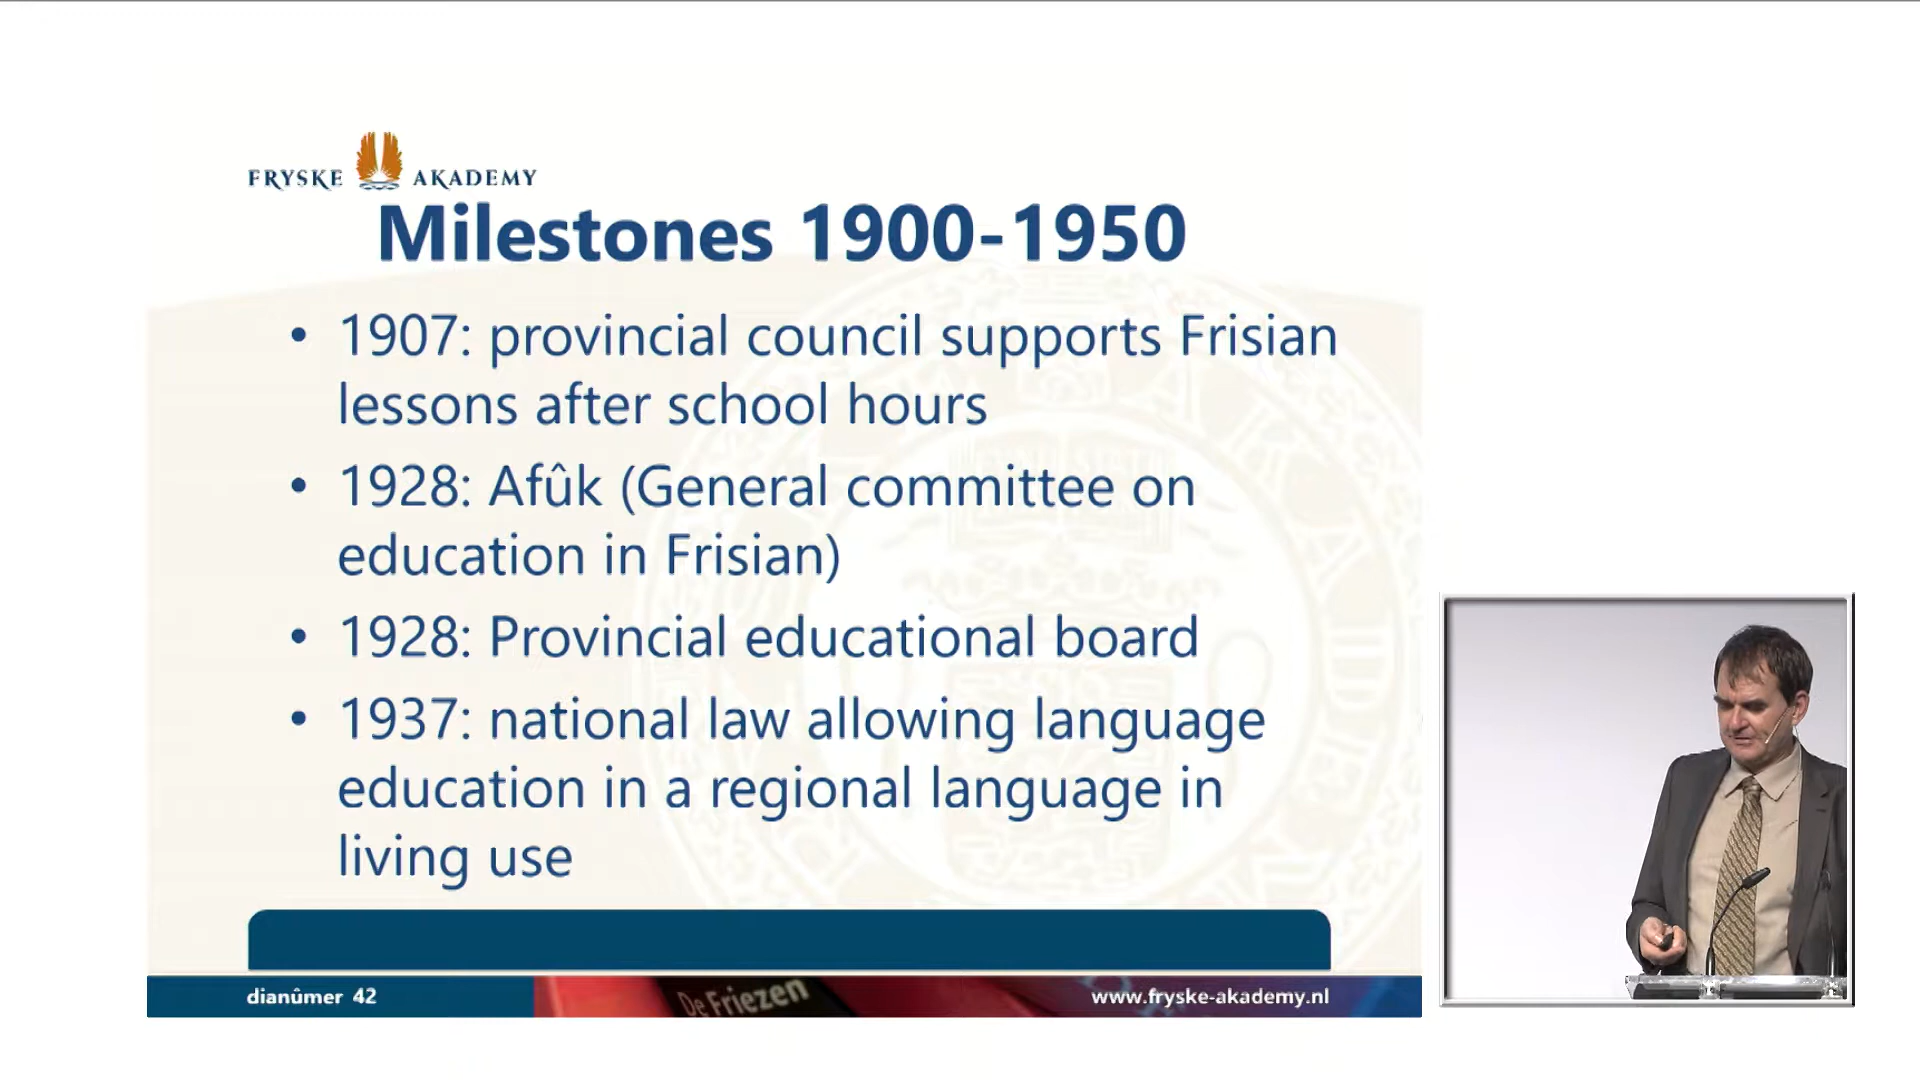 FRYSKE AKADEMY
Milestones 1900-1950
• 1907: provincial council supports Frisian
lessons after school hours
• 1928: Afûk (General committee on
education in Frisian)
• 1928: Provincial educational board
• 1937: national law allowing language
education in a regional language in
living use
dianûmer 42
De Friezen
www.fryske-akademy.nl